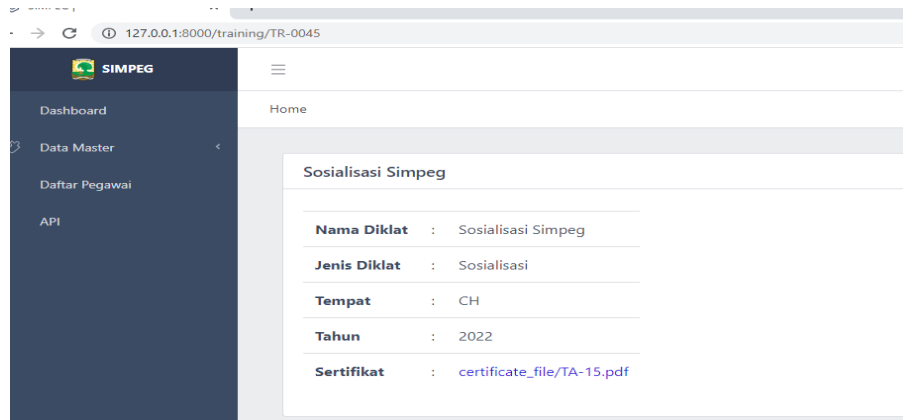 127.0.0.1:8000/training/TR-0045
SIMPEG
Dashboard
Home
Data Master
Daftar Pegawai
API
Sosialisasi Simpeg
Nama Diklat : Sosialisasi Simpeg
Jenis Diklat : Sosialisasi
Tempat : CH
Tahun : 2022
Sertifikat : certificate_file/TA-15.pdf